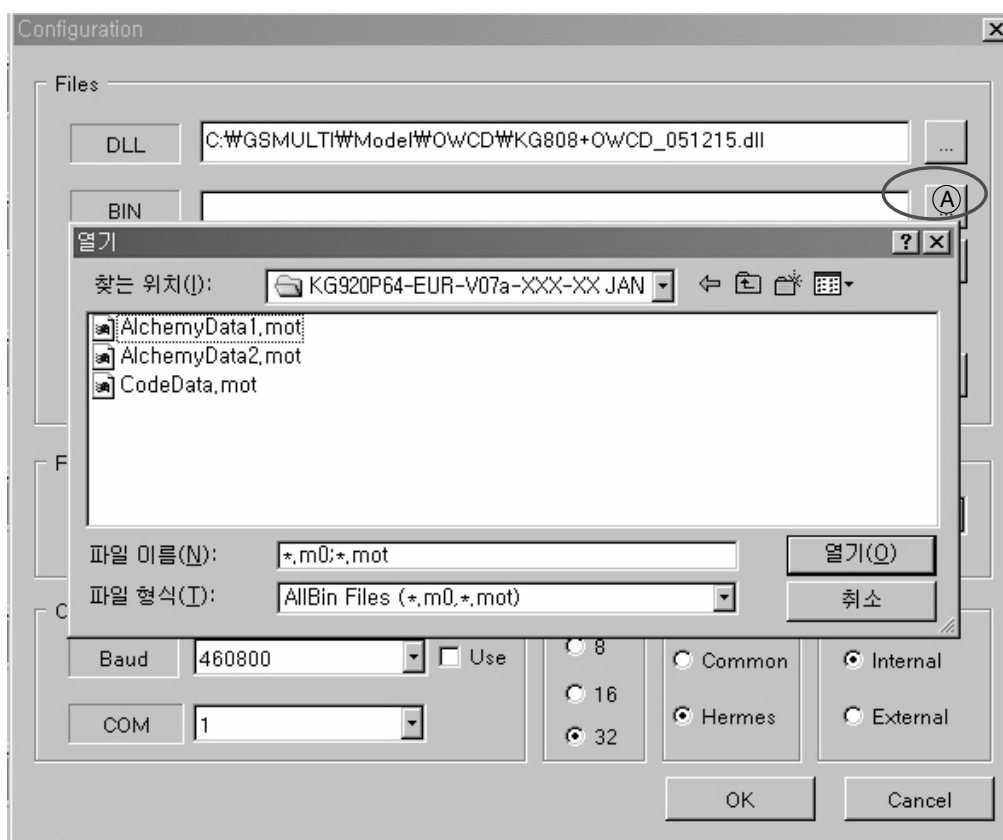 Configuration
Files
DLL
C:₩GSMULTI₩Model₩OWCD₩KG808+OWCD_051215.dll
...
BIN
Ⓐ
열기
찾는 위치(I):
KG920P64-EUR-V07a-XXX-XX JAN
AlchemyData1.mot
AlchemyData2.mot
CodeData.mot
F
파일 이름(N):
*.m0;*.mot
열기(O)
파일 형식(T):
AllBin Files (*.m0,*.mot)
취소
C
Baud
460800
Use
8
Common
Internal
16
COM
1
Hermes
External
32
OK
Cancel